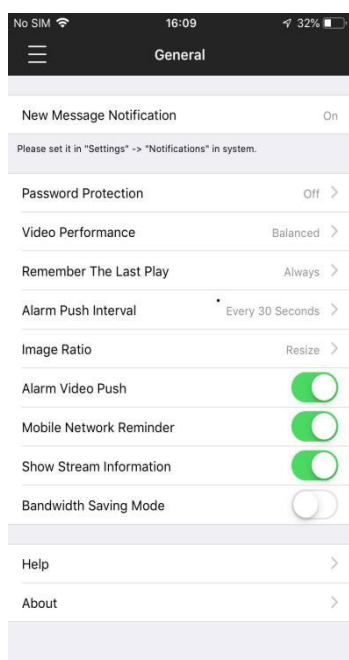 No SIM 16:09 32%
General
New Message Notification On
Please set it in "Settings" -> "Notifications" in system.
Password Protection Off
Video Performance Balanced
Remember The Last Play Always
Alarm Push Interval Every 30 Seconds
Image Ratio Resize
Alarm Video Push
Mobile Network Reminder
Show Stream Information
Bandwidth Saving Mode
Help
About